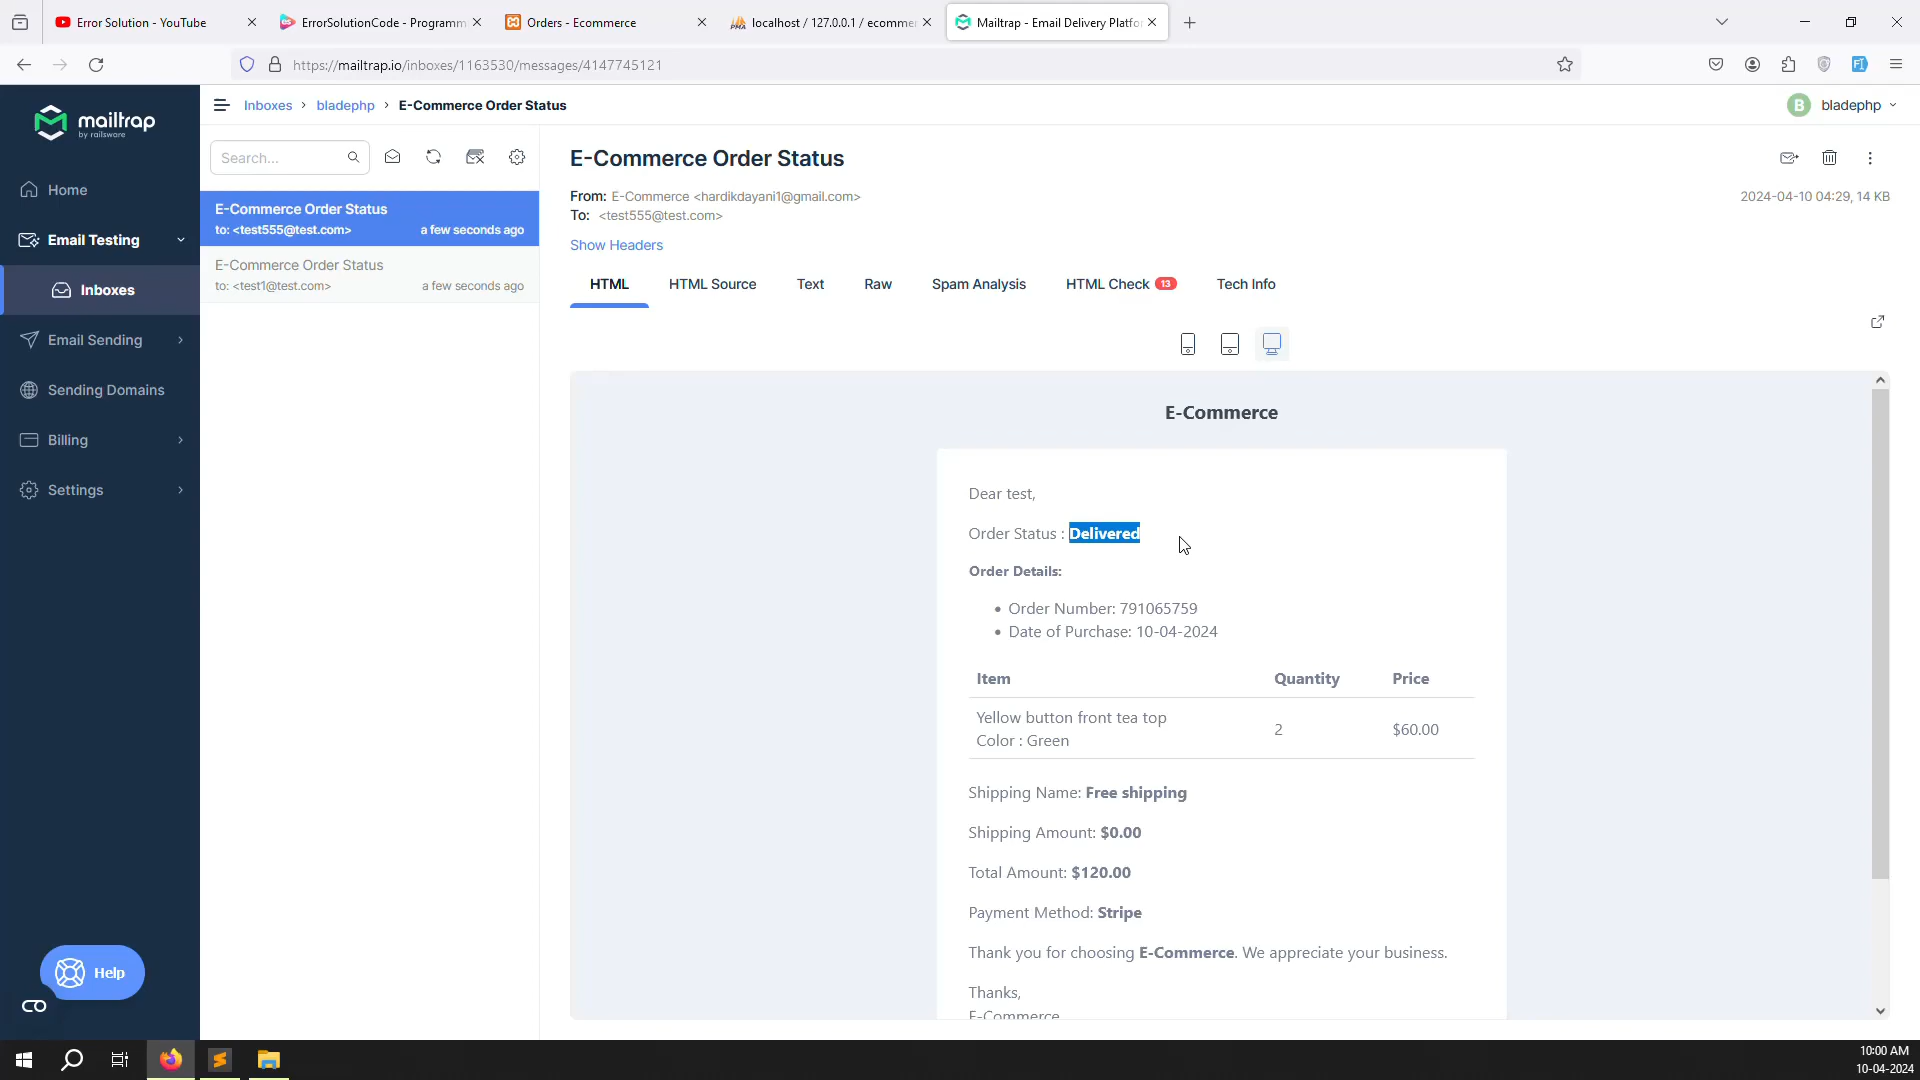 Error Solution - YouTube
ErrorSolutionCode - Programm
Orders - Ecommerce
localhost / 127.0.0.1 / ecommer
Mailtrap - Email Delivery Platfo
https://mailtrap.io/inboxes/1163530/messages/4147745121
mailtrap
by railsware
Inboxes > bladephp > E-Commerce Order Status
B bladephp
Search...
Home
Email Testing
Inboxes
Email Sending
Sending Domains
Billing
Settings
Help
E-Commerce Order Status
to: <test555@test.com> a few seconds ago
E-Commerce Order Status
to: <test1@test.com> a few seconds ago
E-Commerce Order Status
From: E-Commerce <hardikdayani1@gmail.com>
2024-04-10 04:29, 14 KB
To: <test555@test.com>
Show Headers
HTML HTML Source Text Raw Spam Analysis HTML Check 13 Tech Info
E-Commerce
Dear test,
Order Status : Delivered
Order Details:
• Order Number: 791065759
• Date of Purchase: 10-04-2024
Item Quantity Price
Yellow button front tea top
Color : Green
2 $60.00
Shipping Name: Free shipping
Shipping Amount: $0.00
Total Amount: $120.00
Payment Method: Stripe
Thank you for choosing E-Commerce. We appreciate your business.
Thanks,
E-Commerce
10:00 AM
10-04-2024